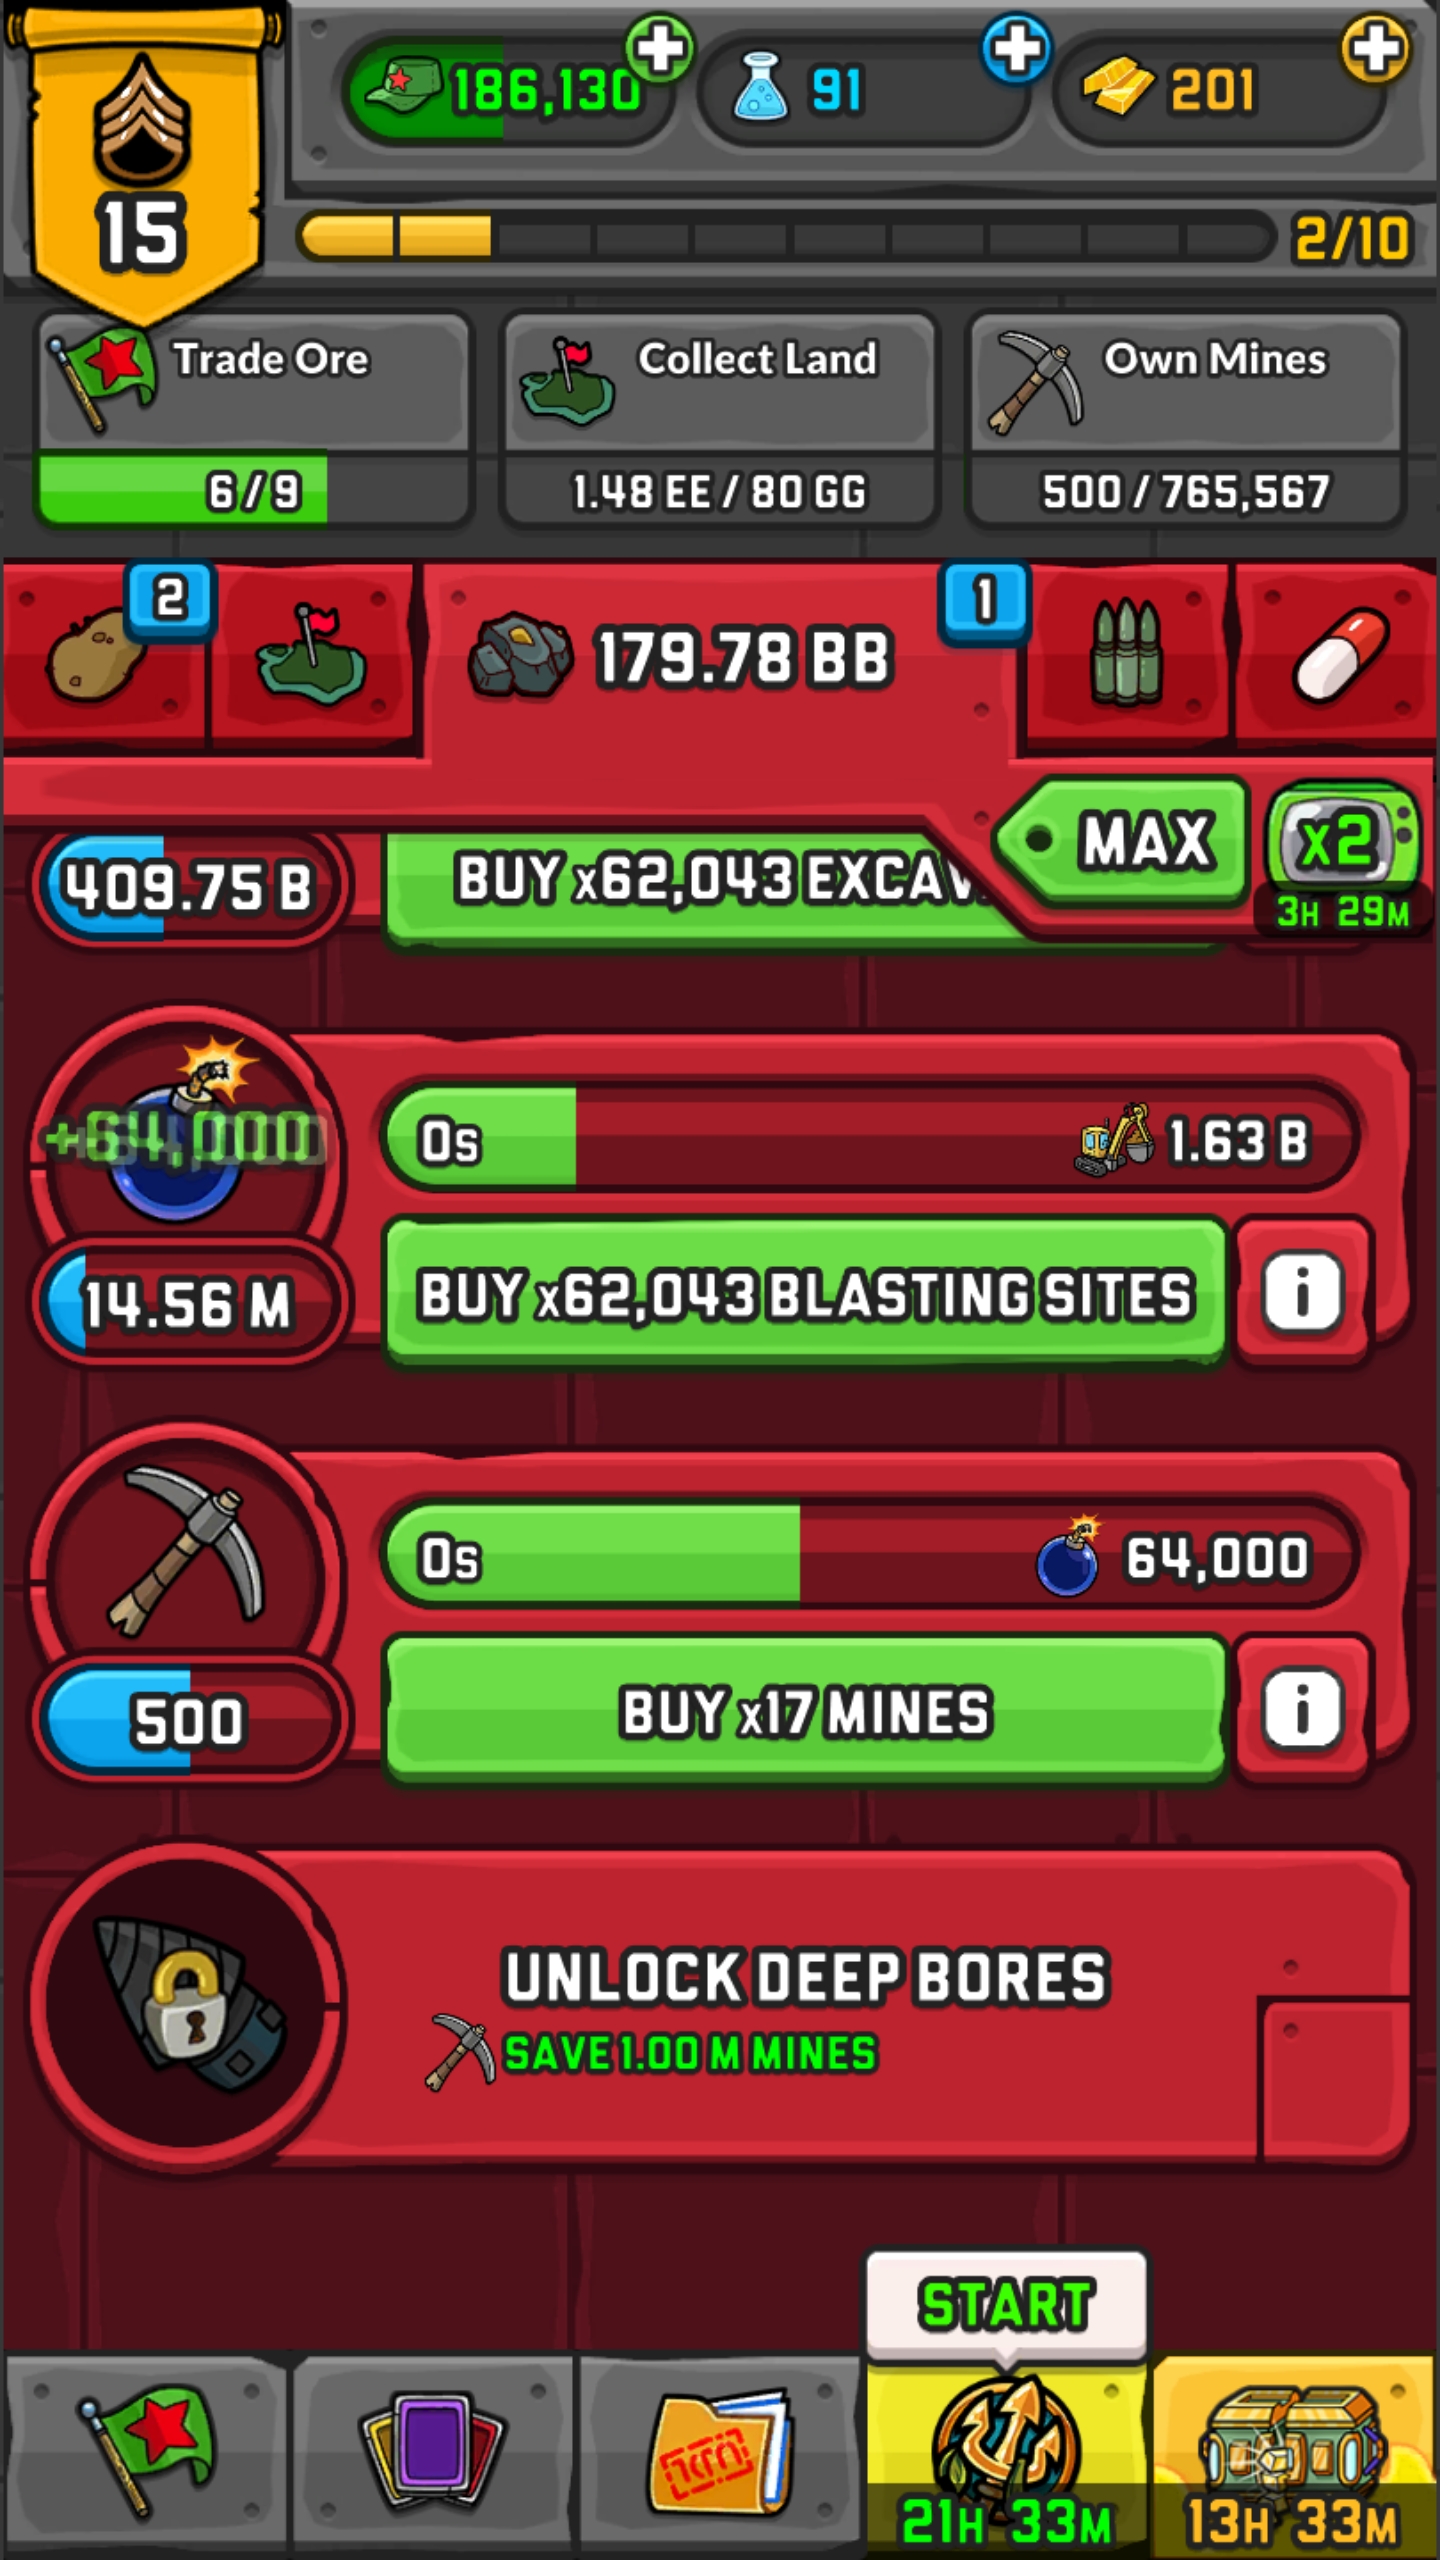 186,130
91
201
15
2/10
Trade Ore
Collect Land
Own Mines
6/9
1.48 EE / 80 GG
500 / 765,567
2
179.78 BB
1
MAX
x2
3H 29M
409.75 B
BUY x62,043
+64,000
0s
1.63 B
14.56 M
BUY x62,043 BLASTING SITES
i
0s
64,000
500
BUY x17 MINES
i
UNLOCK DEEP BORES
SAVE 1.00 M MINES
START
21H 33M
13H 33M